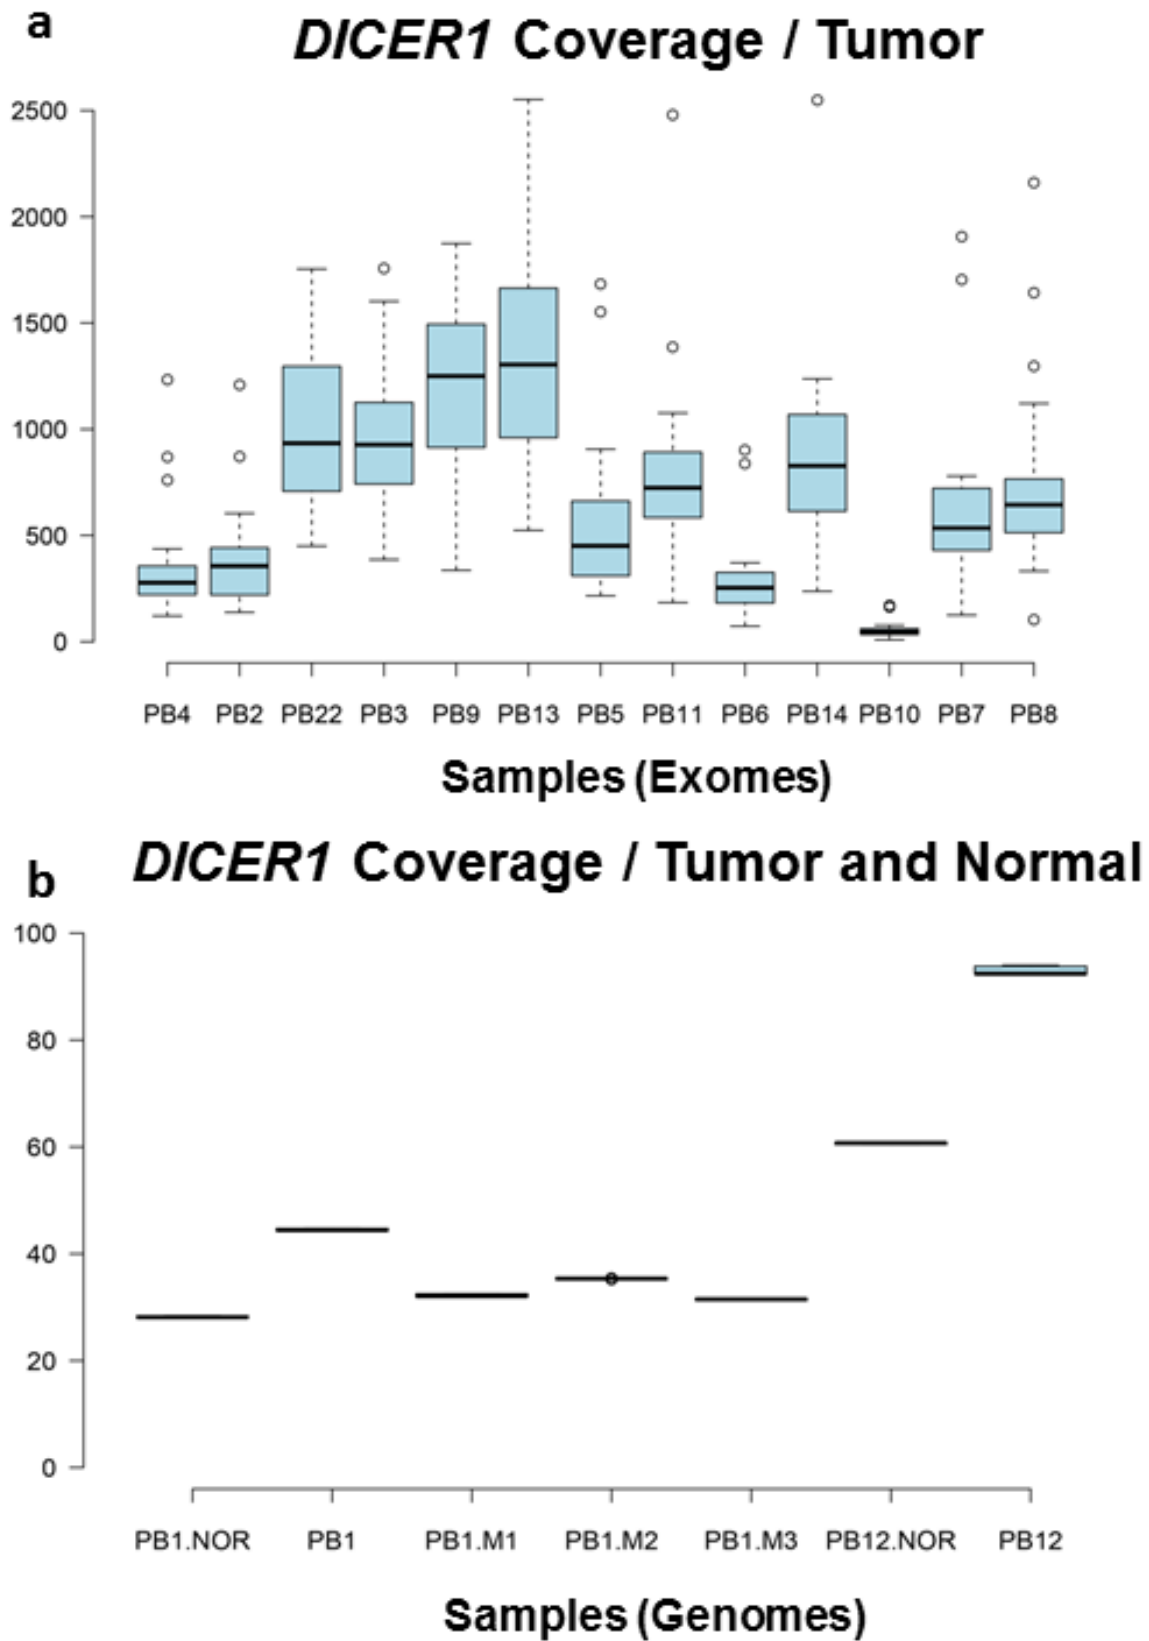 a
DICER1 Coverage / Tumor
2500
2000
1500
1000
500
0
PB4 PB2 PB22 PB3 PB9 PB13 PB5 PB11 PB6 PB14 PB10 PB7 PB8
Samples (Exomes)
b
DICER1 Coverage / Tumor and Normal
100
80
60
40
20
0
PB1.NOR PB1 PB1.M1 PB1.M2 PB1.M3 PB12.NOR PB12
Samples (Genomes)